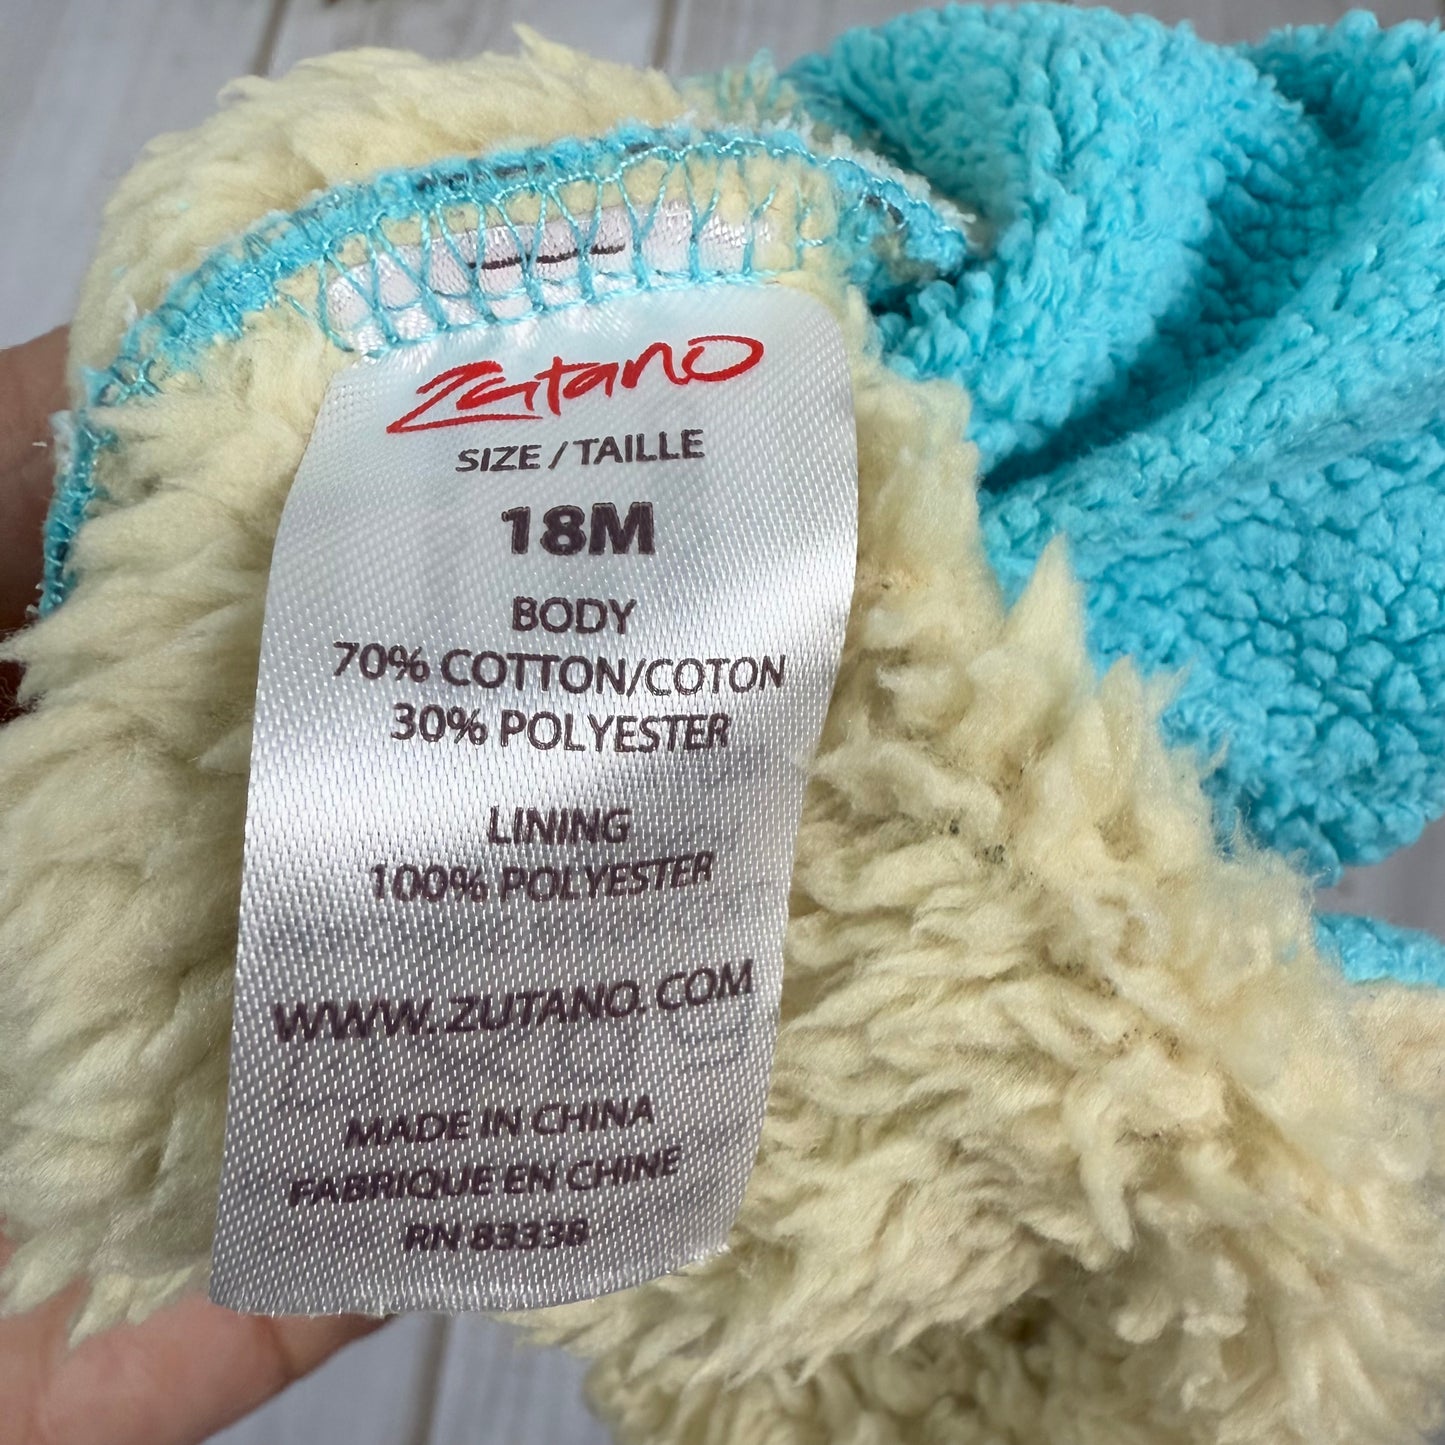 Zutano
SIZE / TAILLE
18M
BODY
70% COTTON/COTON
30% POLYESTER
LINING
100% POLYESTER
WWW. ZUTANO. COM
MADE IN CHINA
FABRIQUE EN CHINE
RN 83338